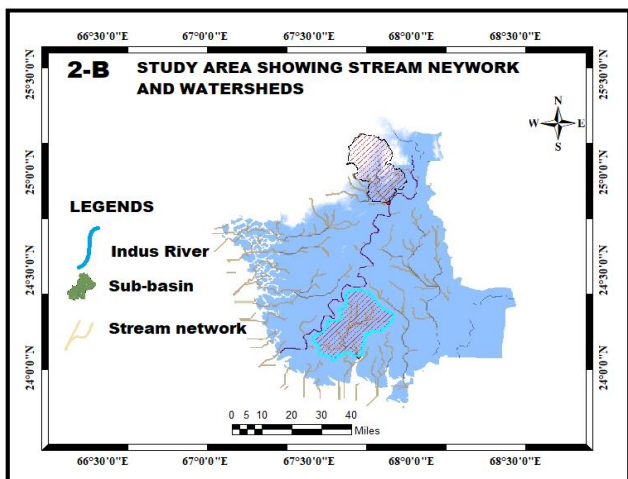 66°30'0"E 67°0'0"E 67°30'0"E 68°0'0"E 68°30'0"E
2-B STUDY AREA SHOWING STREAM NEYWORK
AND WATERSHEDS
25°30'0"N 25°30'0"N
N
W E
S
25°0'0"N 25°0'0"N
LEGENDS
Indus River
24°30'0"N 24°30'0"N
Sub-basin
Stream network
24°0'0"N 24°0'0"N
0 5 10 20 30 40
Miles
66°30'0"E 67°0'0"E 67°30'0"E 68°0'0"E 68°30'0"E